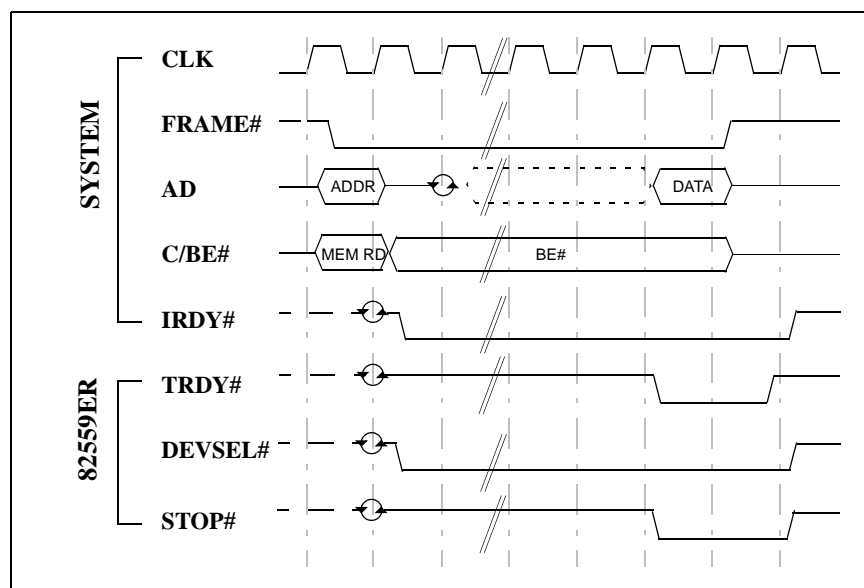 SYSTEM
CLK
FRAME#
AD
ADDR
DATA
C/BE#
MEM RD
BE#
IRDY#
82559ER
TRDY#
DEVSEL#
STOP#